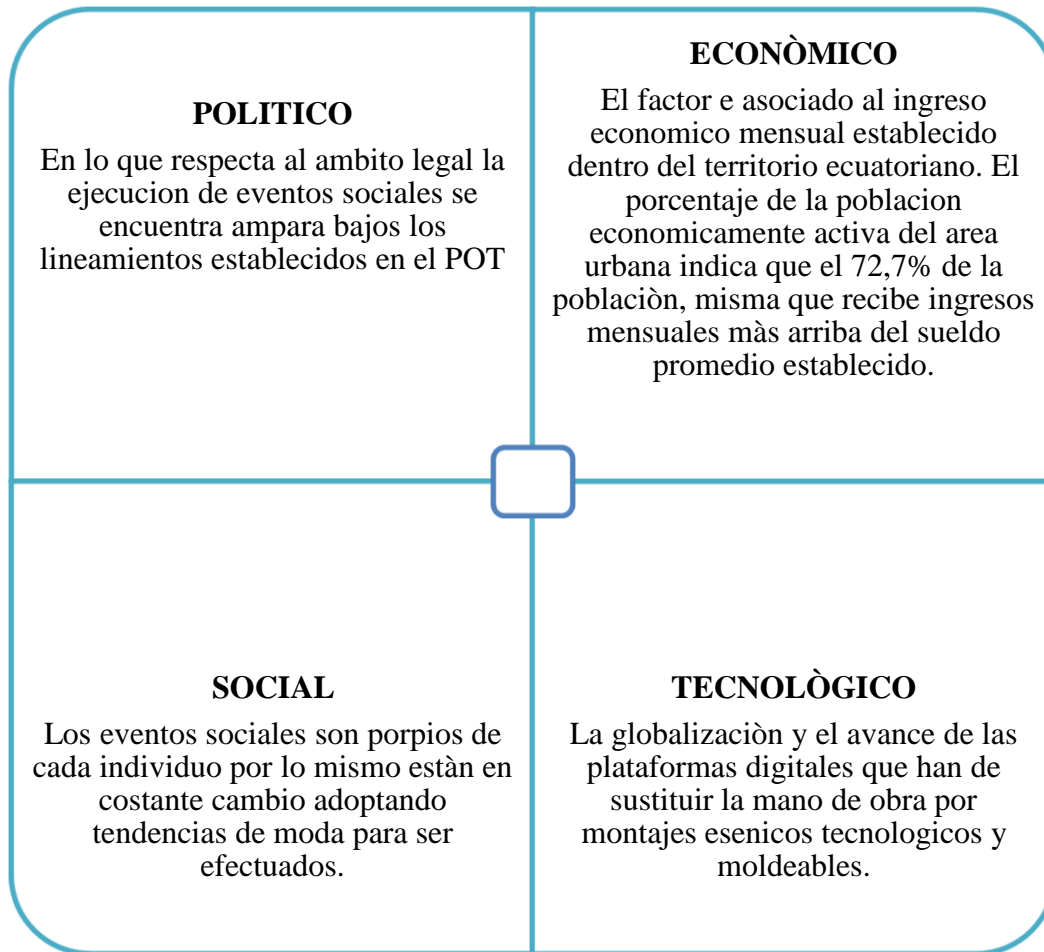 POLITICO
En lo que respecta al ambito legal la
ejecucion de eventos sociales se
encuentra ampara bajos los
lineamientos establecidos en el POT
ECONÒMICO
El factor e asociado al ingreso
economico mensual establecido
dentro del territorio ecuatoriano. El
porcentaje de la poblacion
economicamente activa del area
urbana indica que el 72,7% de la
poblaciòn, misma que recibe ingresos
mensuales màs arriba del sueldo
promedio establecido.
SOCIAL
Los eventos sociales son porpios de
cada individuo por lo mismo estàn en
costante cambio adoptando
tendencias de moda para ser
efectuados.
TECNOLÒGICO
La globalizaciòn y el avance de las
plataformas digitales que han de
sustituir la mano de obra por
montajes esenicos tecnologicos y
moldeables.